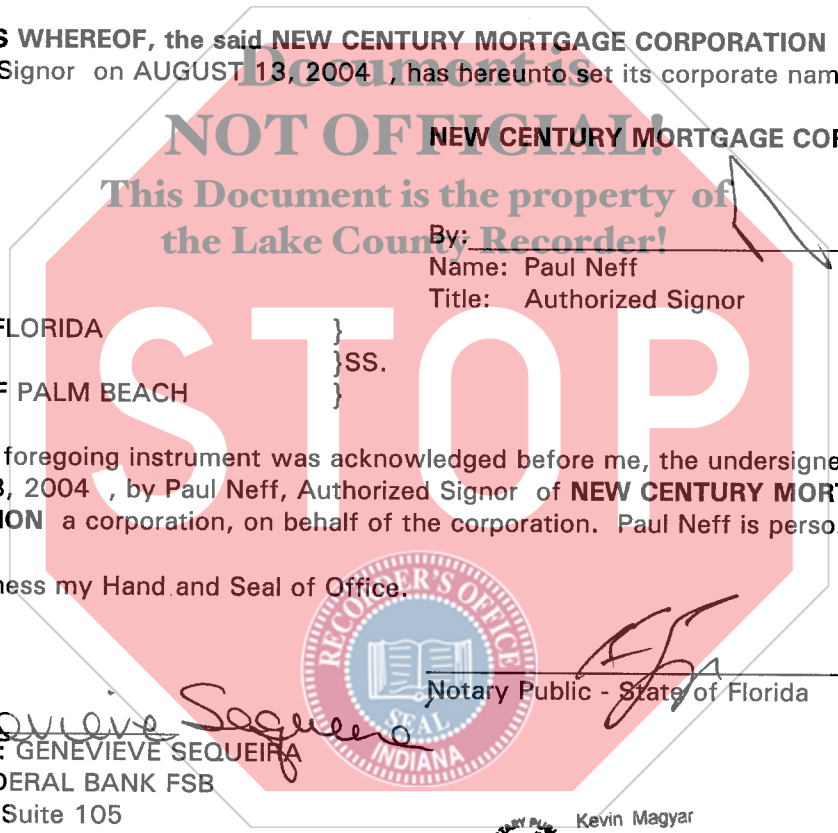 S WHEREOF, the said NEW CENTURY MORTGAGE CORPORATION
Signor on AUGUST 13, 2004 , has hereunto set its corporate nam
Document is
NOT OFFICIAL!
This Document is the property of
the Lake County Recorder!
NEW CENTURY MORTGAGE COR
By:
Name: Paul Neff
Title: Authorized Signor
STOP
FLORIDA }
}SS.
F PALM BEACH }
foregoing instrument was acknowledged before me, the undersigne
3, 2004 , by Paul Neff, Authorized Signor of NEW CENTURY MORT
ION a corporation, on behalf of the corporation. Paul Neff is perso
ness my Hand and Seal of Office.
RECORDER'S OFFICE
SEAL
INDIANA
Notary Public - State of Florida
evieve Sequeira
E GENEVIEVE SEQUEIRA
DERAL BANK FSB
Suite 105
Kevin Magyar